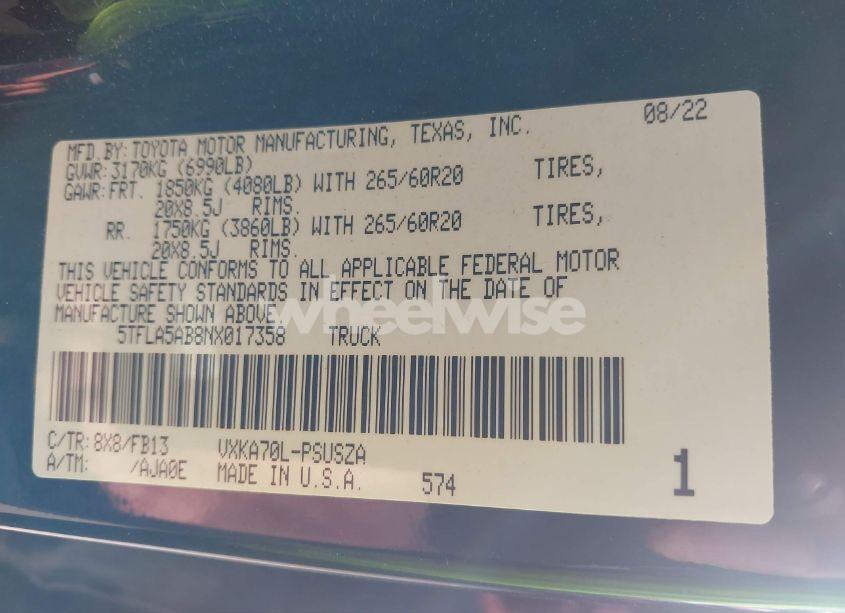 MFD.BY:TOYOTA MOTOR MANUFACTURING, TEXAS, INC. 08/22
GVWR:3170KG (6990LB)
GAWR:FRT. 1850KG (4080LB) WITH 265/60R20 TIRES,
20X8.5J RIMS.
RR. 1750KG (3860LB) WITH 265/60R20 TIRES,
20X8.5J RIMS.
THIS VEHICLE CONFORMS TO ALL APPLICABLE FEDERAL MOTOR
VEHICLE SAFETY STANDARDS IN EFFECT ON THE DATE OF
MANUFACTURE SHOWN ABOVE.
wheelwise
5TFLA5AB8NX017358 TRUCK
C/TR:8X8/FB13 VXKA70L-PSUSZA
A/TM: /AJA0E MADE IN U.S.A. 574 1